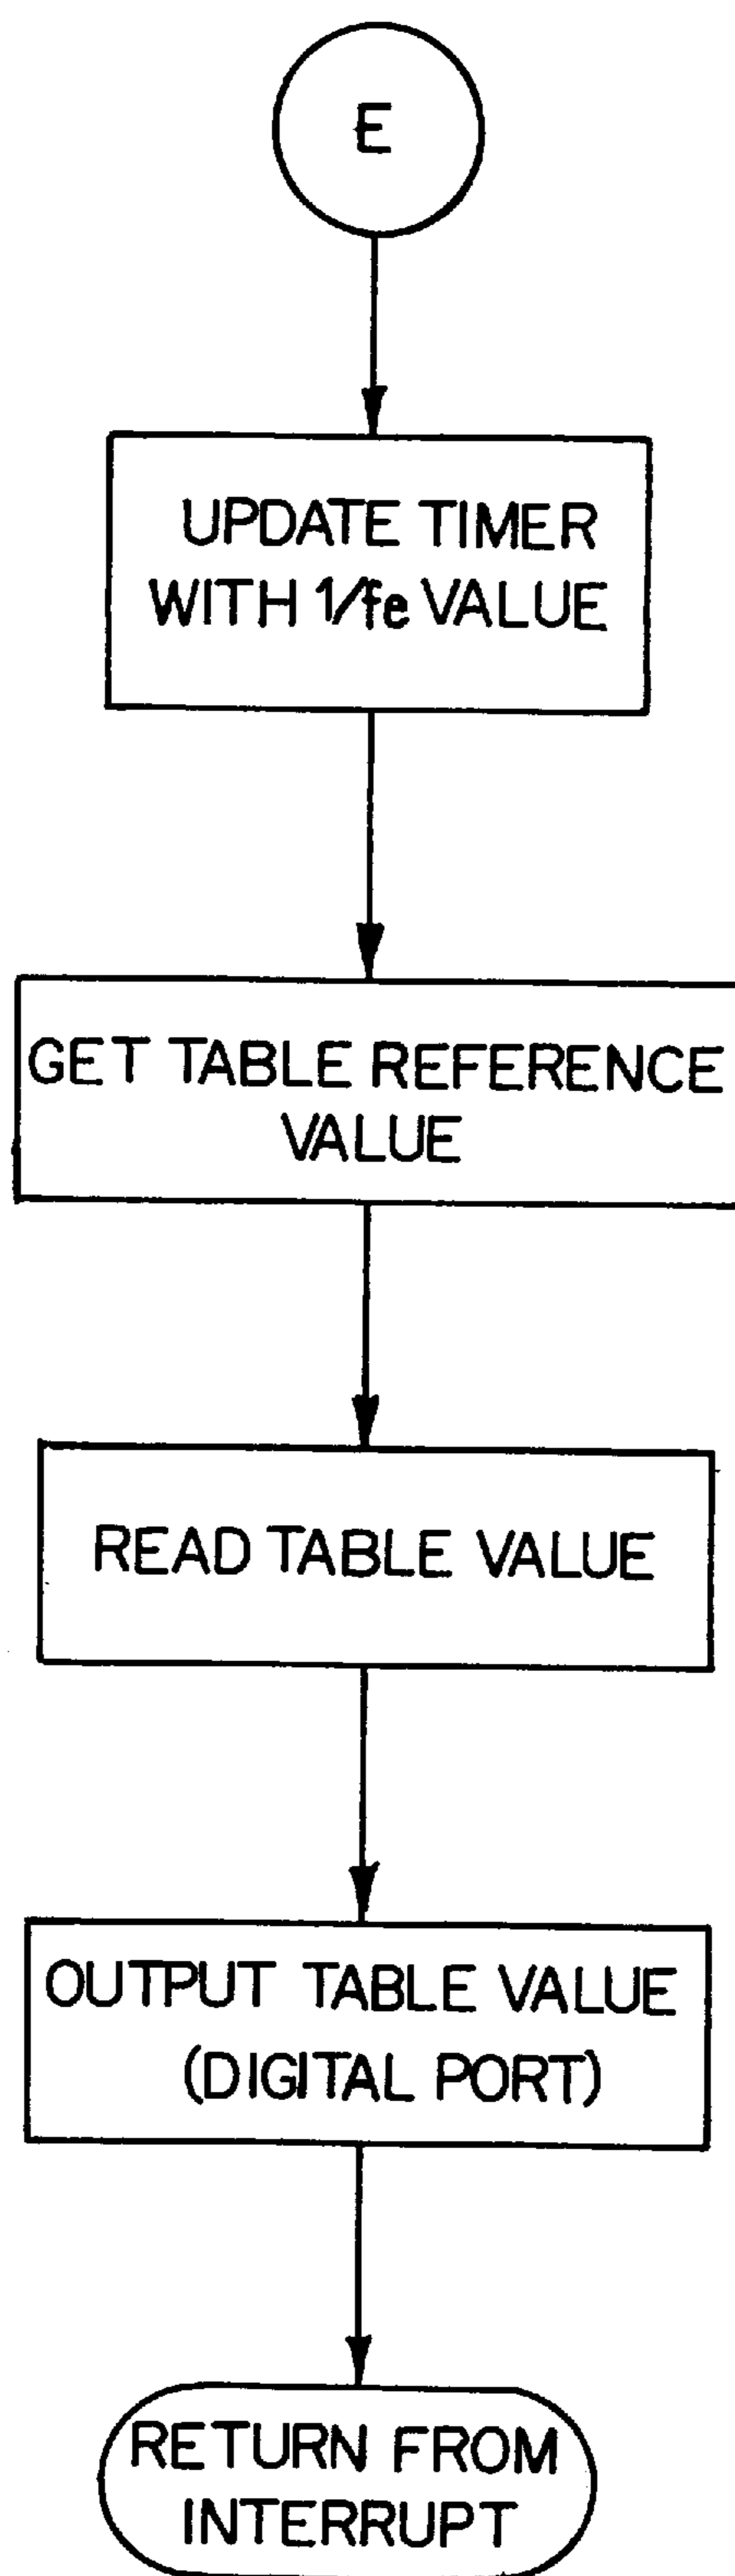 E
UPDATE TIMER
WITH 1/fe VALUE
GET TABLE REFERENCE
VALUE
READ TABLE VALUE
OUTPUT TABLE VALUE
(DIGITAL PORT)
RETURN FROM
INTERRUPT